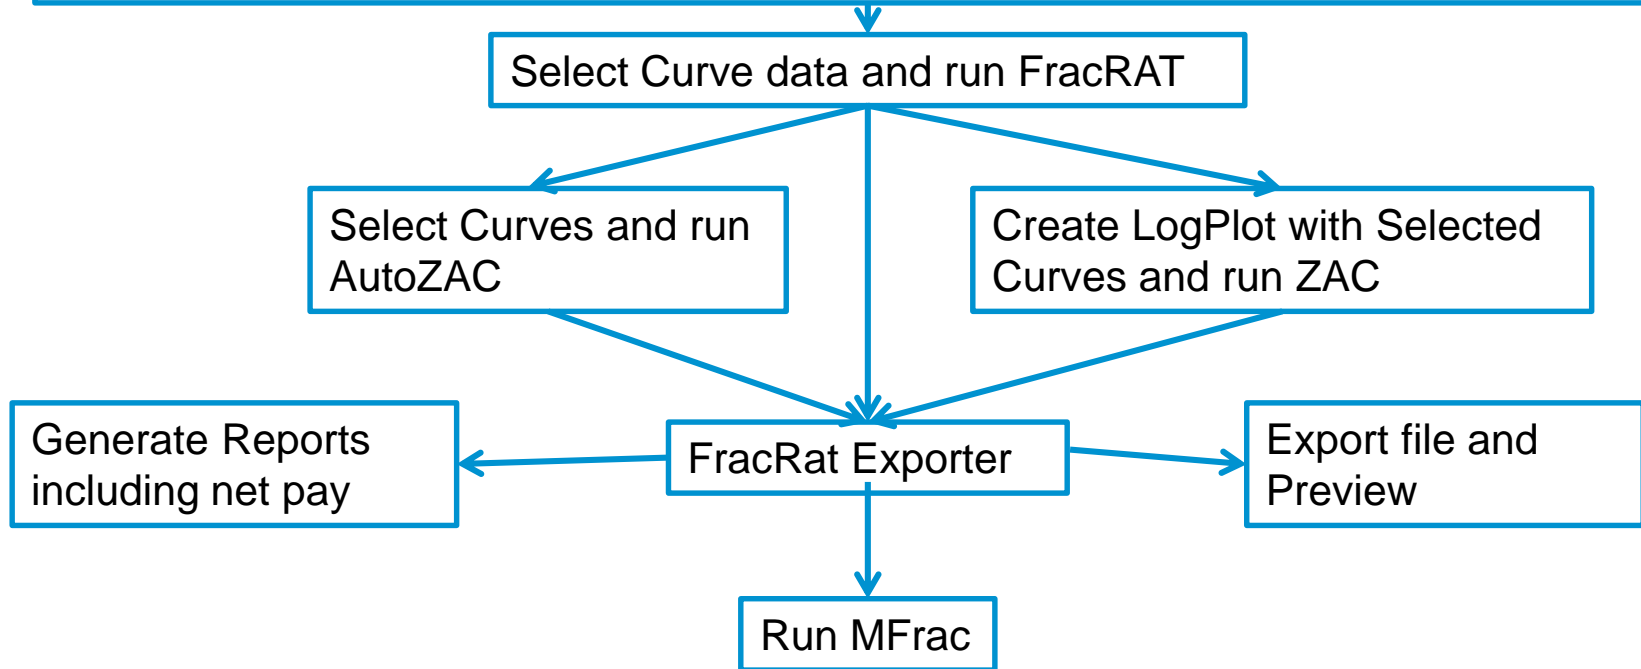 Select Curve data and run FracRAT
Select Curves and run
AutoZAC
Create LogPlot with Selected
Curves and run ZAC
Generate Reports
including net pay
FracRat Exporter
Export file and
Preview
Run MFrac